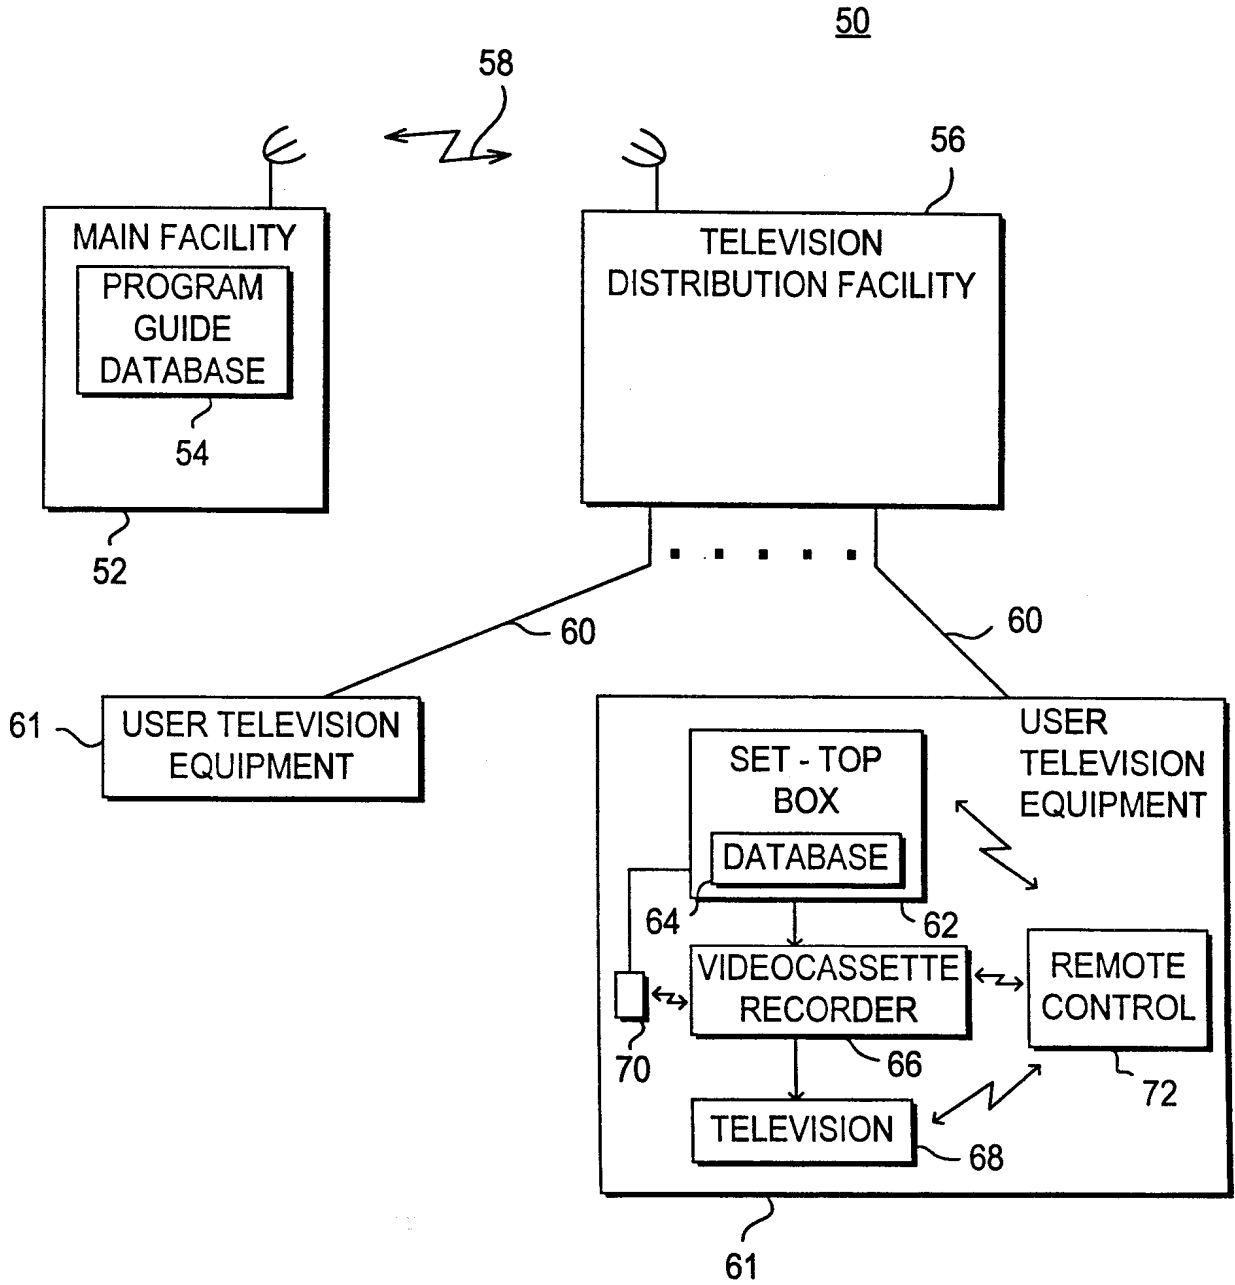 50
58
56
MAIN FACILITY
PROGRAM
GUIDE
DATABASE
54
52
TELEVISION
DISTRIBUTION FACILITY
60
60
61
USER TELEVISION
EQUIPMENT
USER
TELEVISION
EQUIPMENT
SET - TOP
BOX
DATABASE
64
62
VIDEOCASSETTE
RECORDER
REMOTE
CONTROL
70
66
72
TELEVISION
68
61